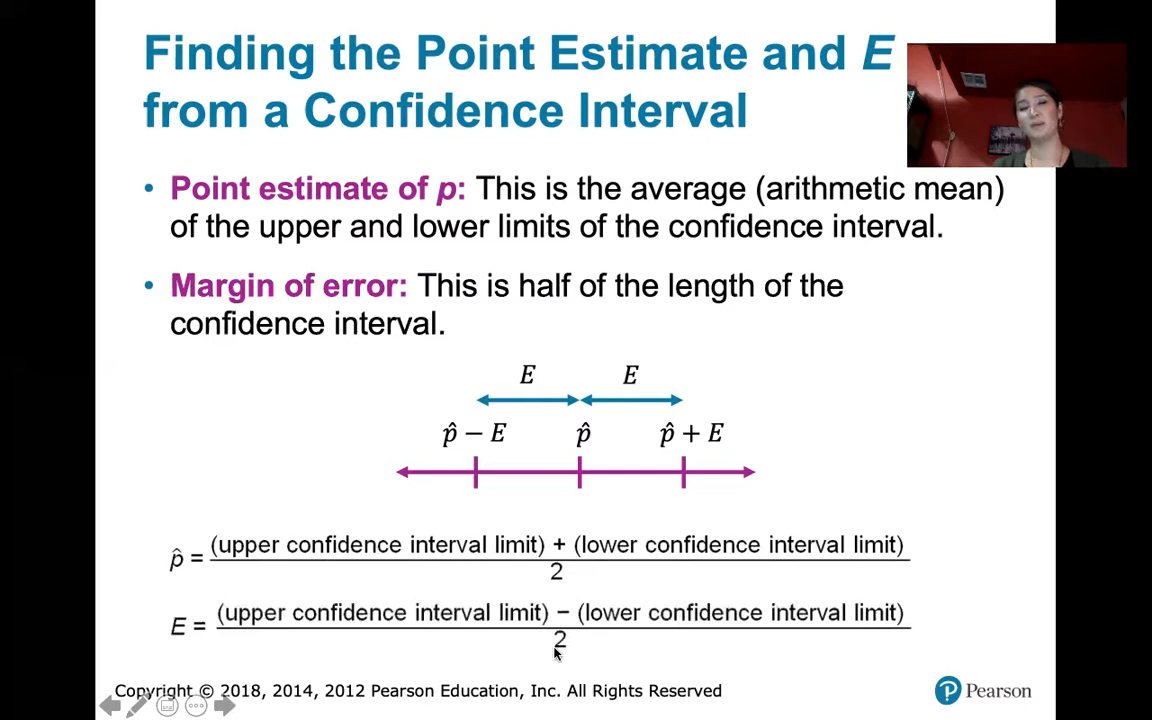 Finding the Point Estimate and E
from a Confidence Interval
• Point estimate of p: This is the average (arithmetic mean)
of the upper and lower limits of the confidence interval.
• Margin of error: This is half of the length of the
confidence interval.
E E
p̂ − E p̂ p̂ + E
p̂ = (upper confidence interval limit) + (lower confidence interval limit)
2
E = (upper confidence interval limit) − (lower confidence interval limit)
2
Copyright © 2018, 2014, 2012 Pearson Education, Inc. All Rights Reserved
Pearson